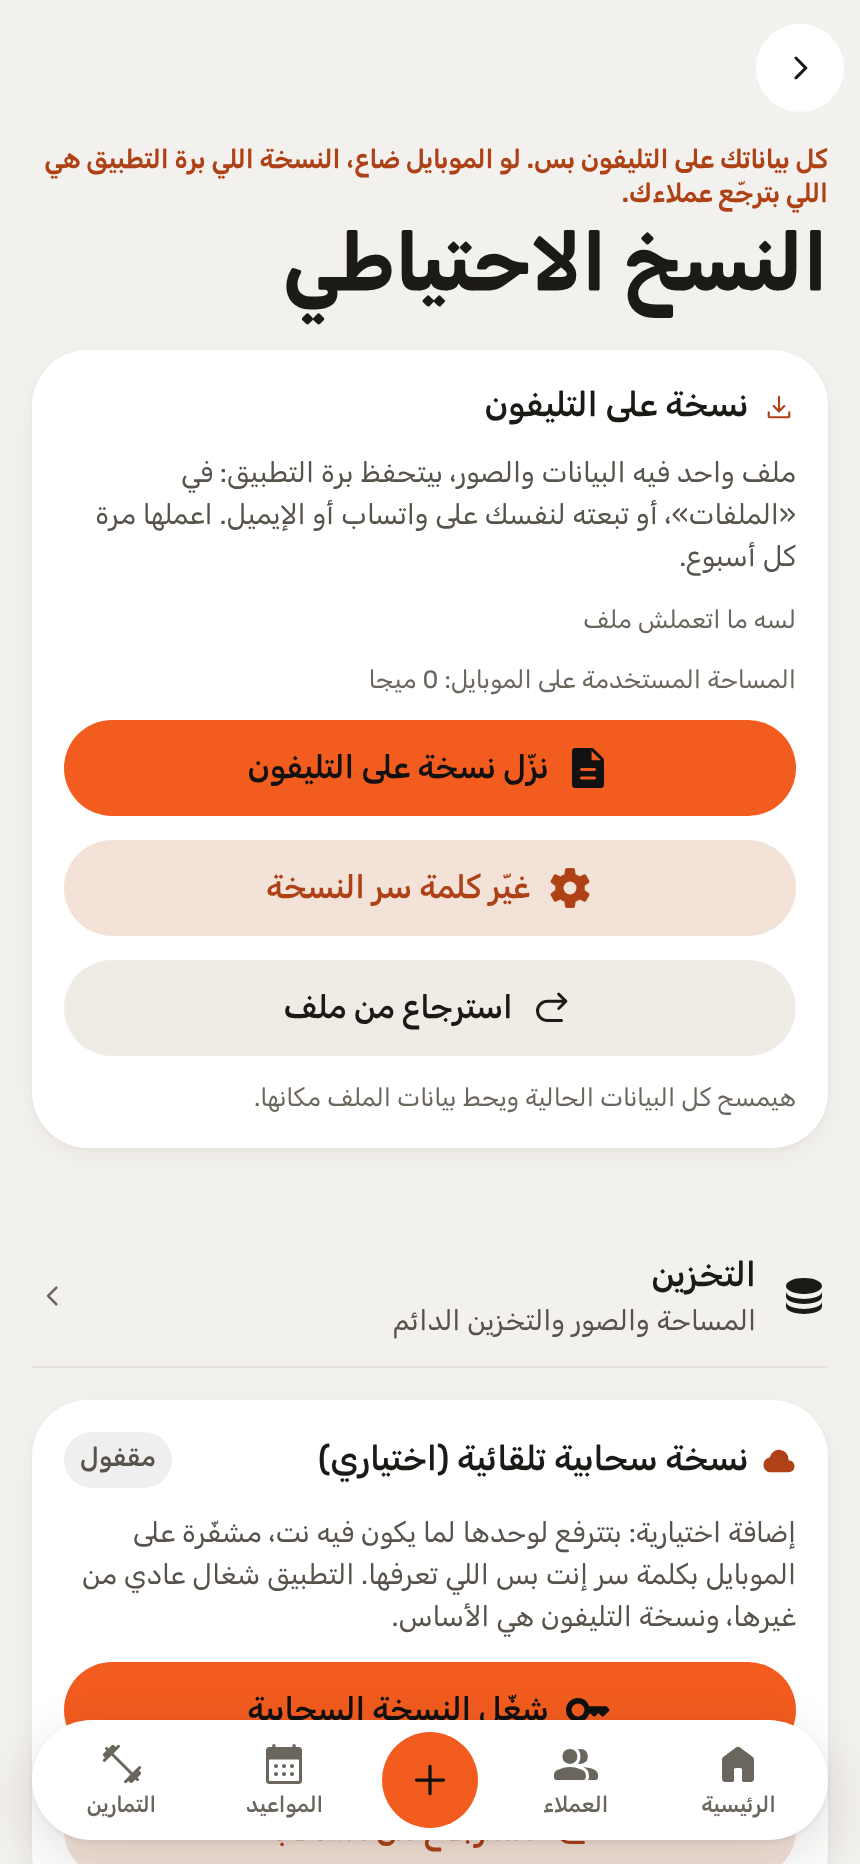 كل بياناتك على التليفون بس. لو الموبايل ضاع، النسخة اللي برة التطبيق هي
اللي بترجّع عملاءك.
النسخ الاحتياطي
نسخة على التليفون
ملف واحد فيه البيانات والصور، بيتحفظ برة التطبيق: في
«الملفات»، أو تبعته لنفسك على واتساب أو الإيميل. اعملها مرة
كل أسبوع.
لسه ما اتعملش ملف
المساحة المستخدمة على الموبايل: 0 ميجا
نزّل نسخة على التليفون
غيّر كلمة سر النسخة
استرجاع من ملف
هيمسح كل البيانات الحالية ويحط بيانات الملف مكانها.
التخزين
المساحة والصور والتخزين الدائم
نسخة سحابية تلقائية (اختياري)
مقفول
إضافة اختيارية: بتترفع لوحدها لما يكون فيه نت، مشفّرة على
الموبايل بكلمة سر إنت بس اللي تعرفها. التطبيق شغال عادي من
غيرها، ونسخة التليفون هي الأساس.
شغّل النسخة السحابية
الرئيسية
العملاء
المواعيد
التمارين